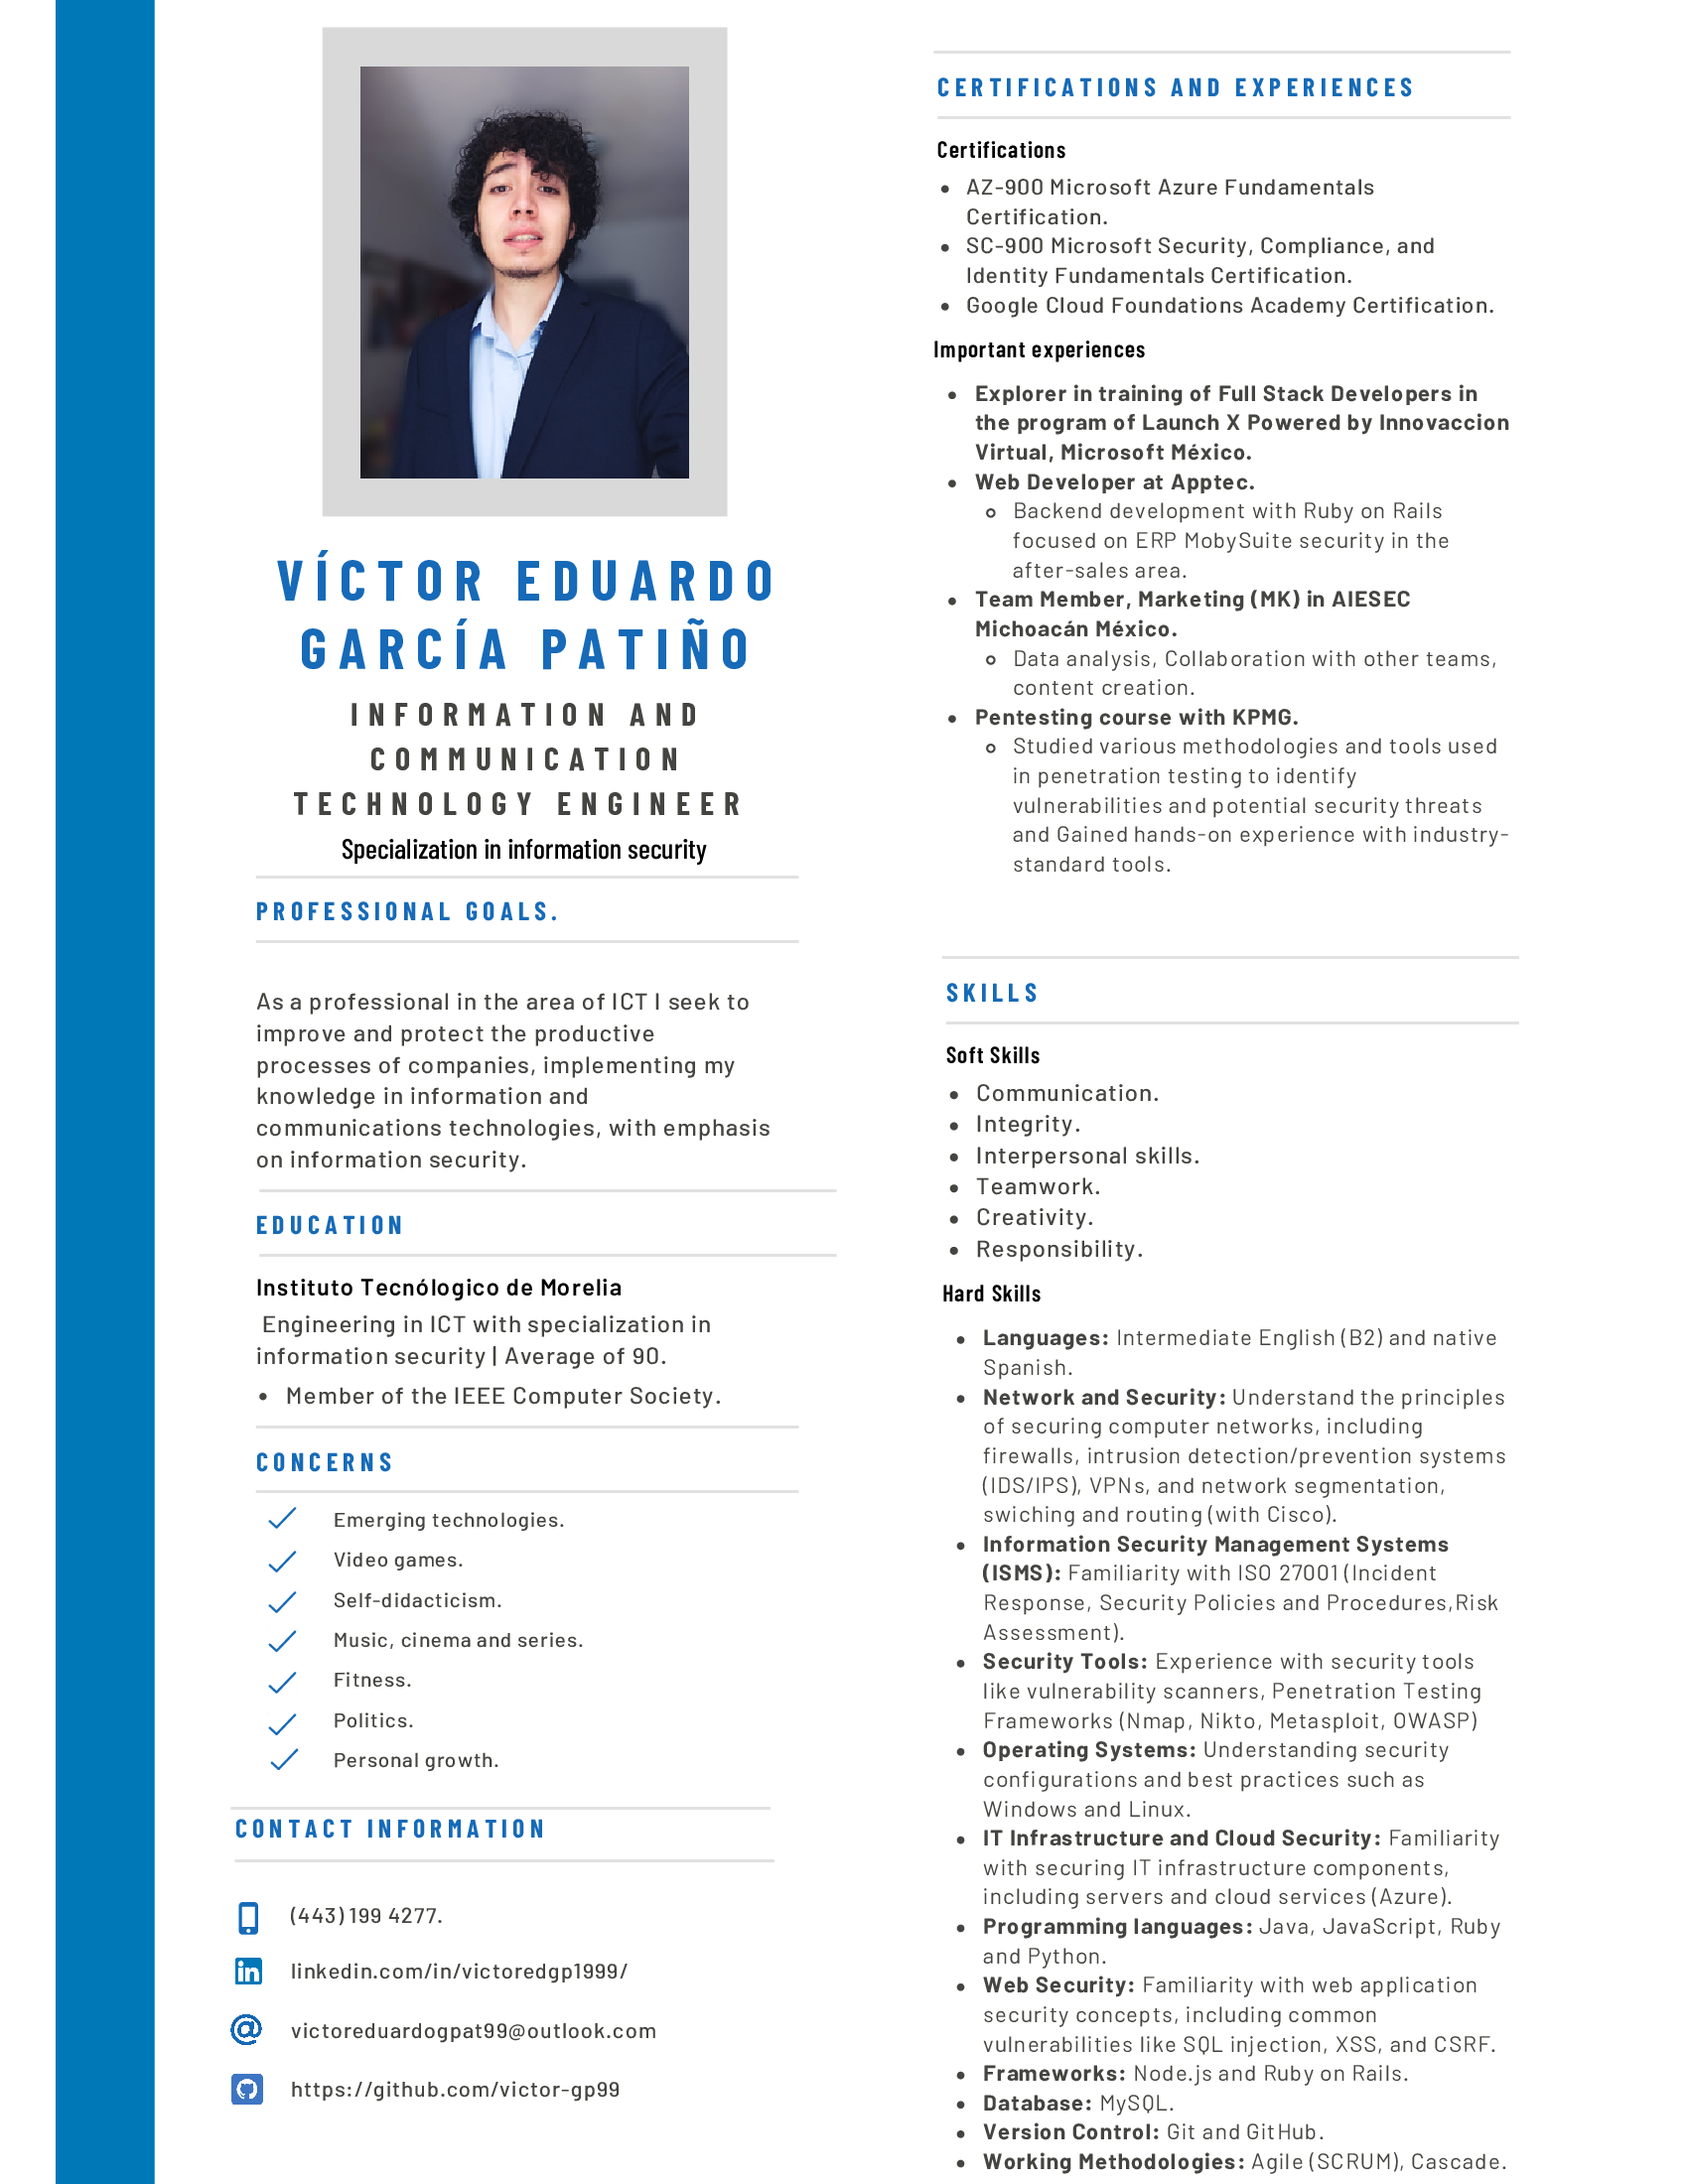 VÍCTOR EDUARDO
GARCÍA PATIÑO
INFORMATION AND
COMMUNICATION
TECHNOLOGY ENGINEER
Specialization in information security
PROFESSIONAL GOALS.
As a professional in the area of ICT I seek to
improve and protect the productive
processes of companies, implementing my
knowledge in information and
communications technologies, with emphasis
on information security.
EDUCATION
Instituto Tecnólogico de Morelia
Engineering in ICT with specialization in
information security | Average of 90.
• Member of the IEEE Computer Society.
CONCERNS
Emerging technologies.
Video games.
Self-didacticism.
Music, cinema and series.
Fitness.
Politics.
Personal growth.
CONTACT INFORMATION
(443) 199 4277.
linkedin.com/in/victoredgp1999/
victoreduardogpat99@outlook.com
https://github.com/victor-gp99
CERTIFICATIONS AND EXPERIENCES
Certifications
• AZ-900 Microsoft Azure Fundamentals
Certification.
• SC-900 Microsoft Security, Compliance, and
Identity Fundamentals Certification.
• Google Cloud Foundations Academy Certification.
Important experiences
• Explorer in training of Full Stack Developers in
the program of Launch X Powered by Innovaccion
Virtual, Microsoft México.
• Web Developer at Apptec.
Backend development with Ruby on Rails
focused on ERP MobySuite security in the
after-sales area.
• Team Member, Marketing (MK) in AIESEC
Michoacán México.
Data analysis, Collaboration with other teams,
content creation.
• Pentesting course with KPMG.
Studied various methodologies and tools used
in penetration testing to identify
vulnerabilities and potential security threats
and Gained hands-on experience with industry-
standard tools.
SKILLS
Soft Skills
• Communication.
• Integrity.
• Interpersonal skills.
• Teamwork.
• Creativity.
• Responsibility.
Hard Skills
• Languages: Intermediate English (B2) and native
Spanish.
• Network and Security: Understand the principles
of securing computer networks, including
firewalls, intrusion detection/prevention systems
(IDS/IPS), VPNs, and network segmentation,
swiching and routing (with Cisco).
• Information Security Management Systems
(ISMS): Familiarity with ISO 27001 (Incident
Response, Security Policies and Procedures,Risk
Assessment).
• Security Tools: Experience with security tools
like vulnerability scanners, Penetration Testing
Frameworks (Nmap, Nikto, Metasploit, OWASP)
• Operating Systems: Understanding security
configurations and best practices such as
Windows and Linux.
• IT Infrastructure and Cloud Security: Familiarity
with securing IT infrastructure components,
including servers and cloud services (Azure).
• Programming languages: Java, JavaScript, Ruby
and Python.
• Web Security: Familiarity with web application
security concepts, including common
vulnerabilities like SQL injection, XSS, and CSRF.
• Frameworks: Node.js and Ruby on Rails.
• Database: MySQL.
• Version Control: Git and GitHub.
• Working Methodologies: Agile (SCRUM), Cascade.